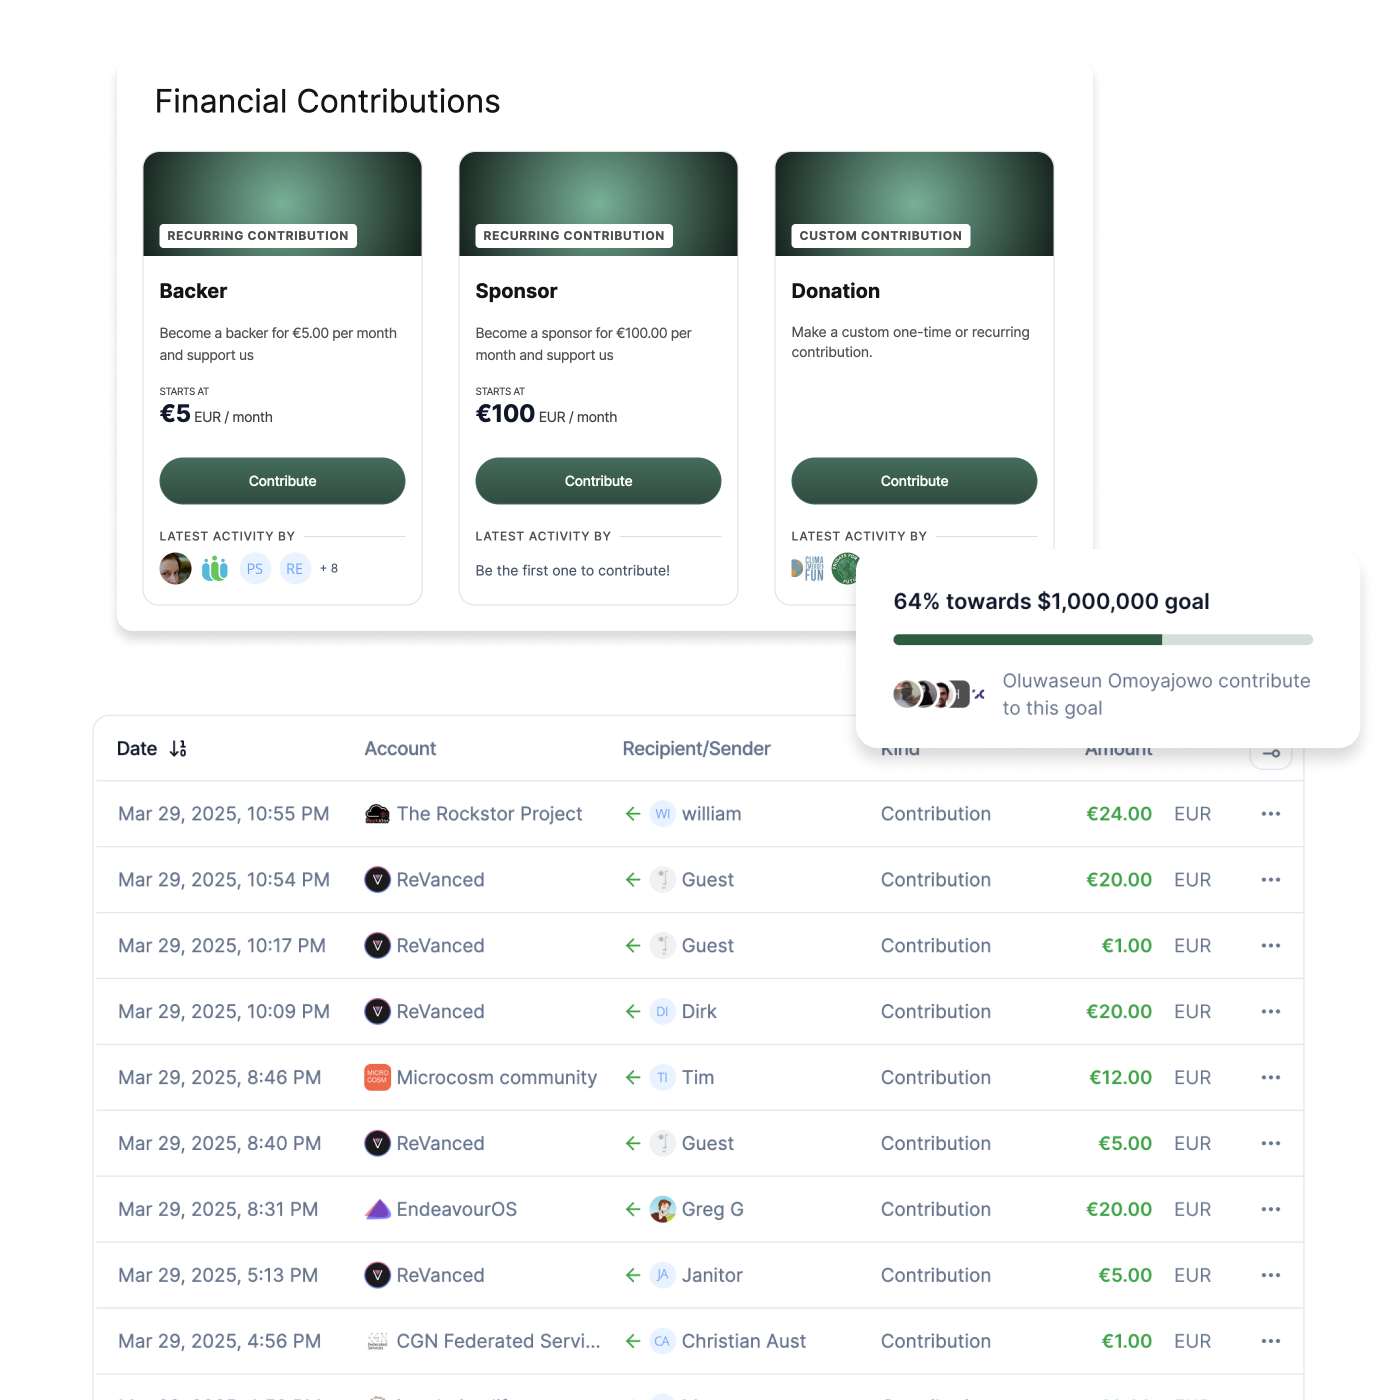 Financial Contributions
RECURRING CONTRIBUTION
Backer
Become a backer for €5.00 per month
and support us
STARTS AT
€5 EUR / month
Contribute
LATEST ACTIVITY BY
PS RE + 8
RECURRING CONTRIBUTION
Sponsor
Become a sponsor for €100.00 per
month and support us
STARTS AT
€100 EUR / month
Contribute
LATEST ACTIVITY BY
Be the first one to contribute!
CUSTOM CONTRIBUTION
Donation
Make a custom one-time or recurring
contribution.
Contribute
LATEST ACTIVITY BY
64% towards $1,000,000 goal
Oluwaseun Omoyajowo contribute
to this goal
Date Account Recipient/Sender Kind Amount
Mar 29, 2025, 10:55 PM The Rockstor Project WI william Contribution €24.00 EUR
Mar 29, 2025, 10:54 PM ReVanced Guest Contribution €20.00 EUR
Mar 29, 2025, 10:17 PM ReVanced Guest Contribution €1.00 EUR
Mar 29, 2025, 10:09 PM ReVanced DI Dirk Contribution €20.00 EUR
Mar 29, 2025, 8:46 PM MICRO COSM Microcosm community TI Tim Contribution €12.00 EUR
Mar 29, 2025, 8:40 PM ReVanced Guest Contribution €5.00 EUR
Mar 29, 2025, 8:31 PM EndeavourOS Greg G Contribution €20.00 EUR
Mar 29, 2025, 5:13 PM ReVanced JA Janitor Contribution €5.00 EUR
Mar 29, 2025, 4:56 PM CGN Federated Servi... CA Christian Aust Contribution €1.00 EUR